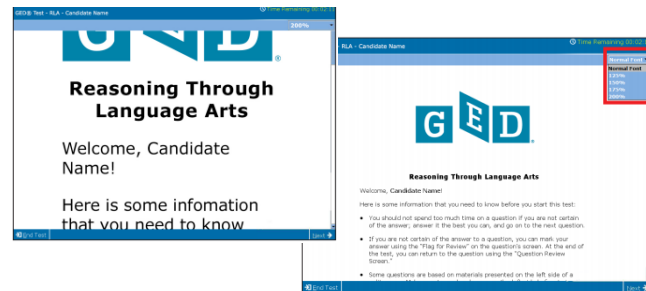 GED® Test - RLA - Candidate Name
Time Remaining 00:02:
200%
GED®
Reasoning Through
Language Arts
Welcome, Candidate
Name!
Here is some infomation
that you need to know
End Test
Next
- RLA - Candidate Name
Time Remaining 00:02:
Normal Font
Normal Font
125%
150%
175%
200%
GED
Reasoning Through Language Arts
Welcome, Candidate Name!
Here is some information that you need to know before you start this test:
• You should not spend too much time on a question if you are not certain
of the answer; answer it the best you can, and go on to the next question.
• If you are not certain of the answer to a question, you can mark your
answer using the "Flag for Review" on the question's screen. At the end of
the test, you can return to the question using the "Question Review
Screen."
• Some questions are based on materials presented on the left side of a
End Test
Next